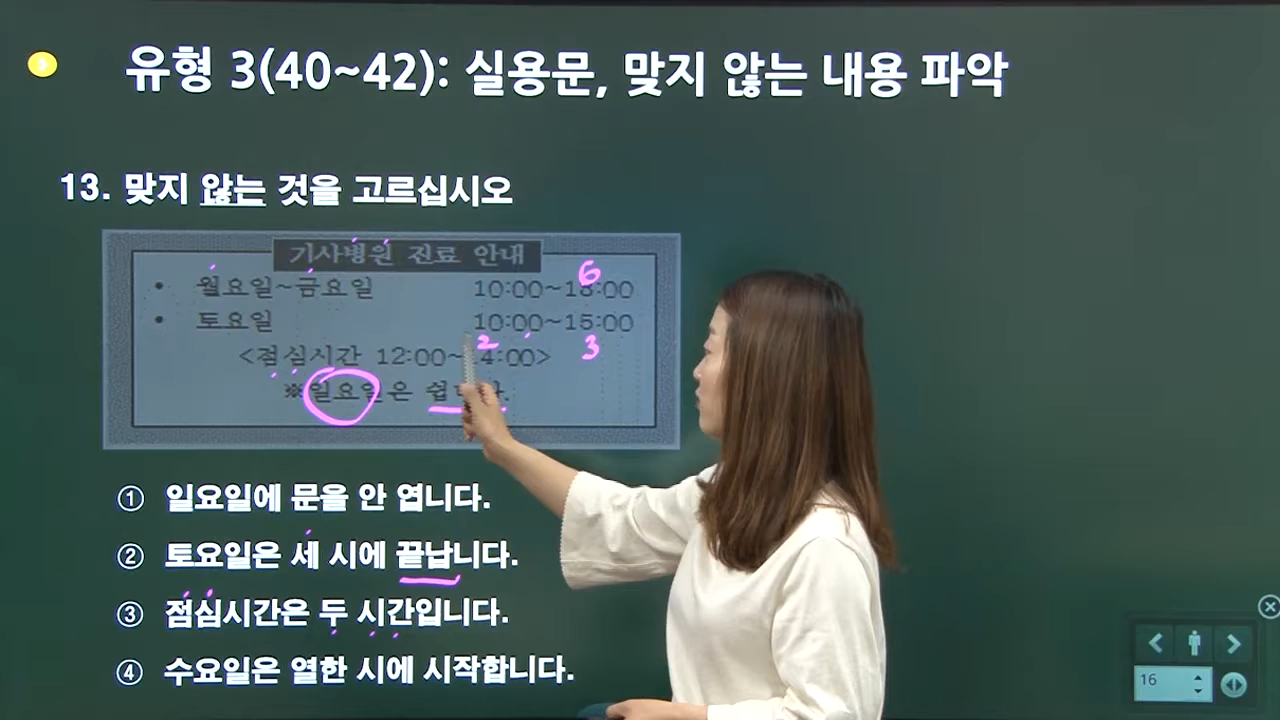 유형 3(40~42): 실용문, 맞지 않는 내용 파악
13. 맞지 않는 것을 고르십시오
기사병원 진료 안내
• 월요일~금요일 10:00~18:00
6
• 토요일 10:00~15:00
2 3
<점심시간 12:00~14:00>
※일요일은 쉽니다.
① 일요일에 문을 안 엽니다.
② 토요일은 세 시에 끝납니다.
③ 점심시간은 두 시간입니다.
④ 수요일은 열한 시에 시작합니다.
16